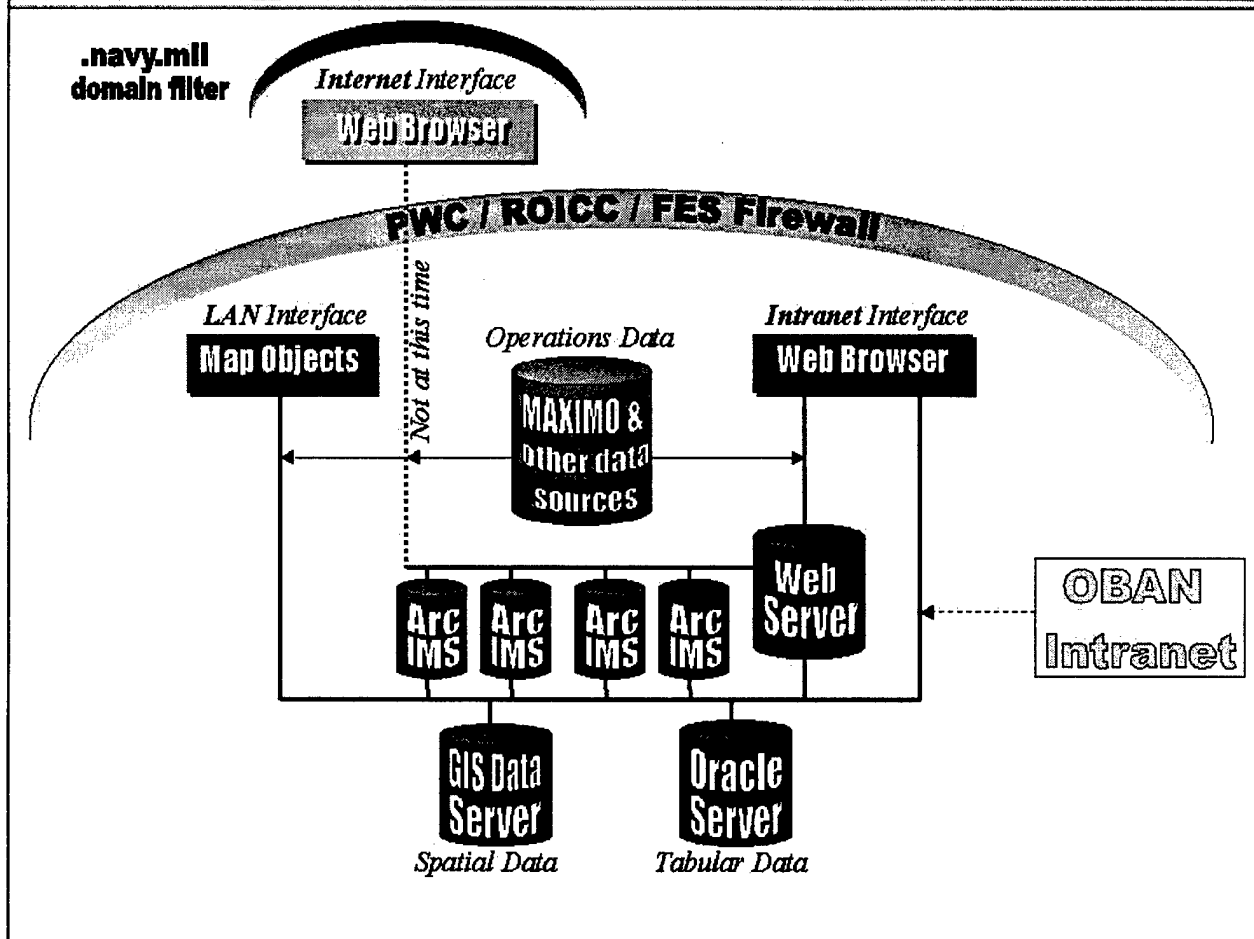 .navy.mil
domain filter
Internet Interface
Web Browser
PWC / ROICC / FES Firewall
Not at this time
LAN Interface
Map Objects
Operations Data
MAXIMO &
other data
sources
Intranet Interface
Web Browser
Arc
IMS
Arc
IMS
Arc
IMS
Arc
IMS
Web
Server
OBAN
Intranet
GIS Data
Server
Spatial Data
Oracle
Server
Tabular Data